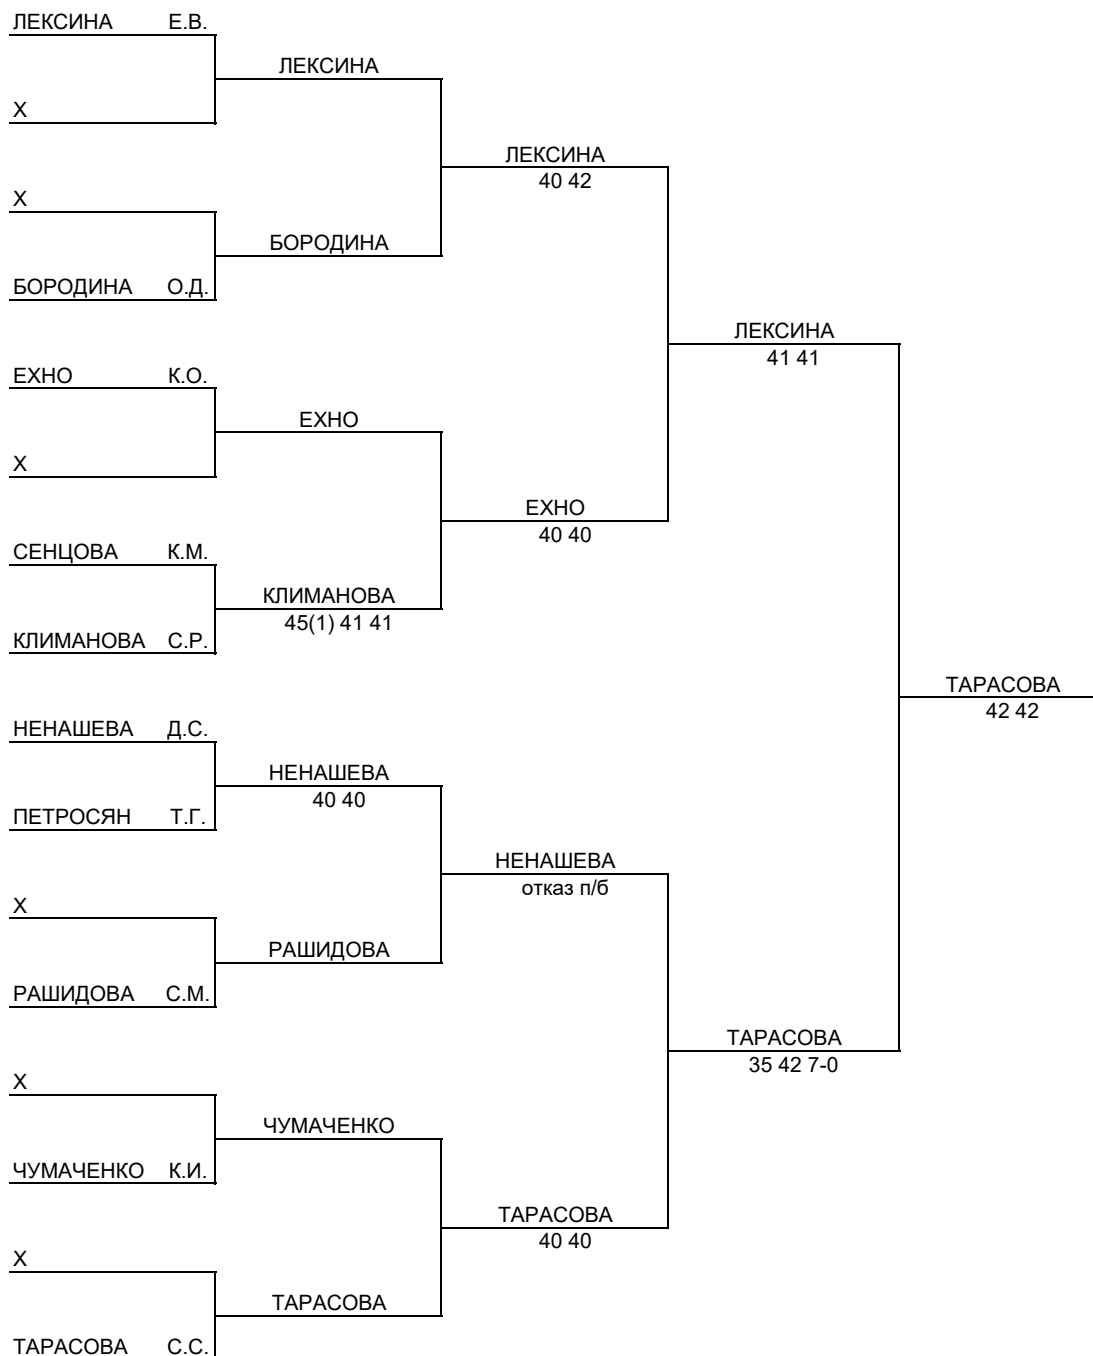 ЛЕКСИНА Е.В.
ЛЕКСИНА
Х
ЛЕКСИНА
40 42
Х
БОРОДИНА
БОРОДИНА О.Д.
ЛЕКСИНА
41 41
ЕХНО К.О.
ЕХНО
Х
ЕХНО
40 40
СЕНЦОВА К.М.
КЛИМАНОВА
45(1) 41 41
КЛИМАНОВА С.Р.
ТАРАСОВА
42 42
НЕНАШЕВА Д.С.
НЕНАШЕВА
40 40
ПЕТРОСЯН Т.Г.
НЕНАШЕВА
отказ п/б
Х
РАШИДОВА
РАШИДОВА С.М.
ТАРАСОВА
35 42 7-0
Х
ЧУМАЧЕНКО
ЧУМАЧЕНКО К.И.
ТАРАСОВА
40 40
Х
ТАРАСОВА
ТАРАСОВА С.С.